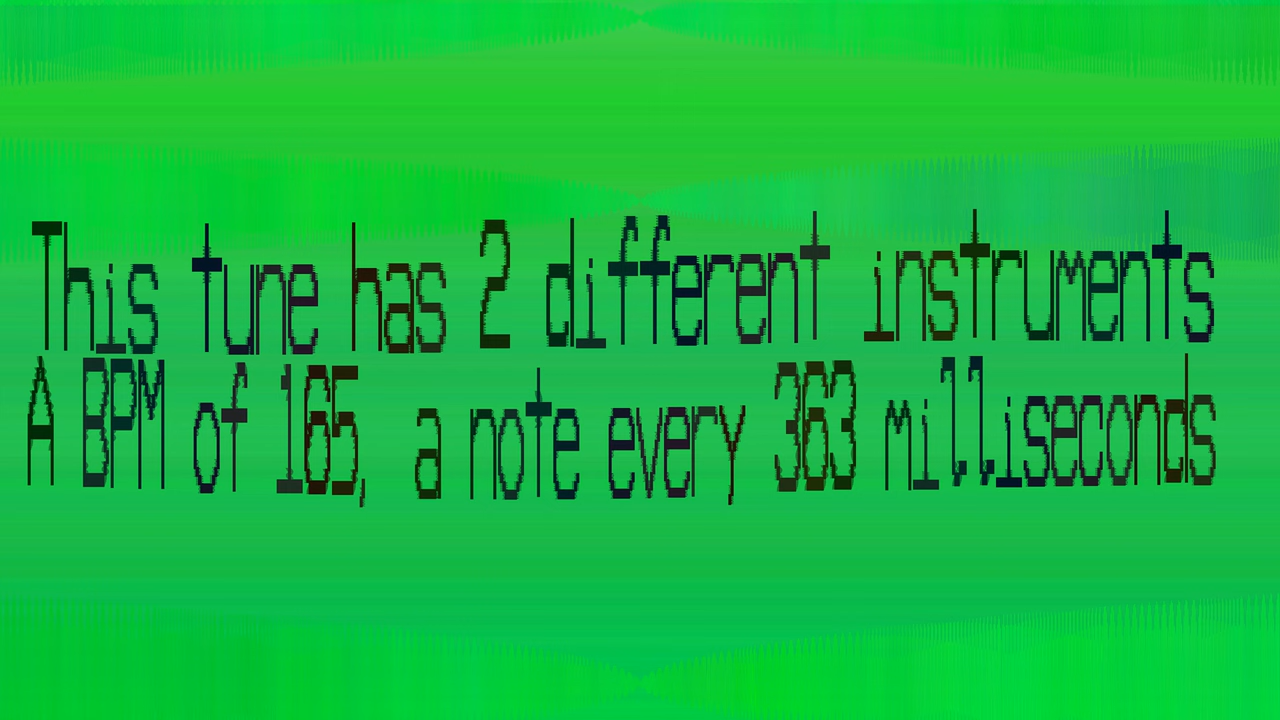 This tune has 2 different instruments
A BPM of 165, a note every 363 milliseconds